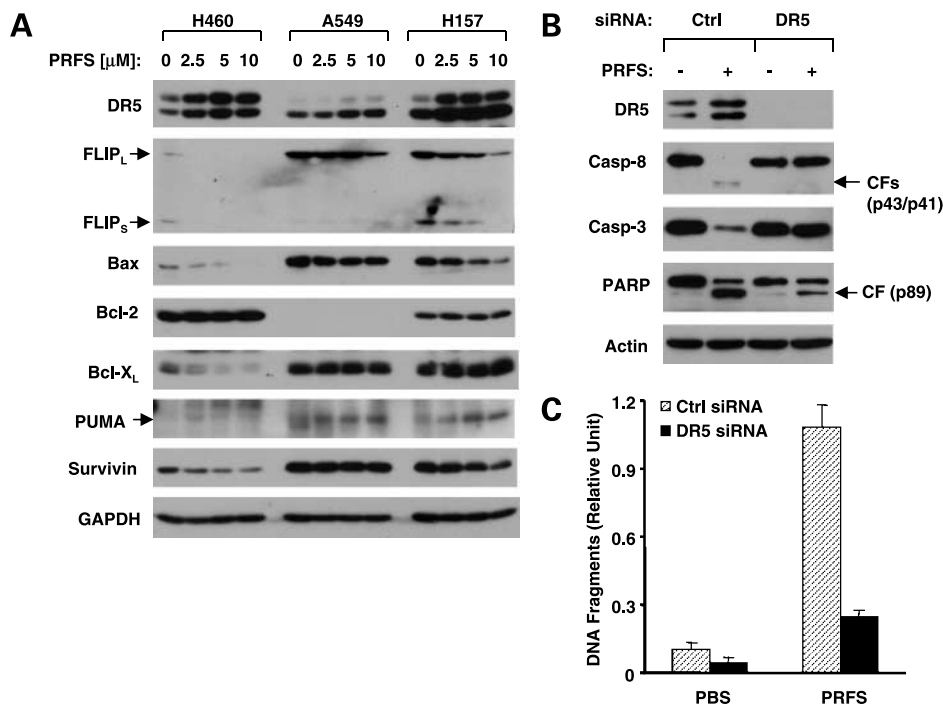 A
H460 A549 H157
PRFS [μM]: 0 2.5 5 10 0 2.5 5 10 0 2.5 5 10
DR5
FLIPL
FLIPS
Bax
Bcl-2
Bcl-XL
PUMA
Survivin
GAPDH
B
siRNA: Ctrl DR5
PRFS: - + - +
DR5
Casp-8
CFs
(p43/p41)
Casp-3
PARP
CF (p89)
Actin
C
DNA Fragments (Relative Unit)
1.2
0.9
0.6
0.3
0
Ctrl siRNA
DR5 siRNA
PBS PRFS